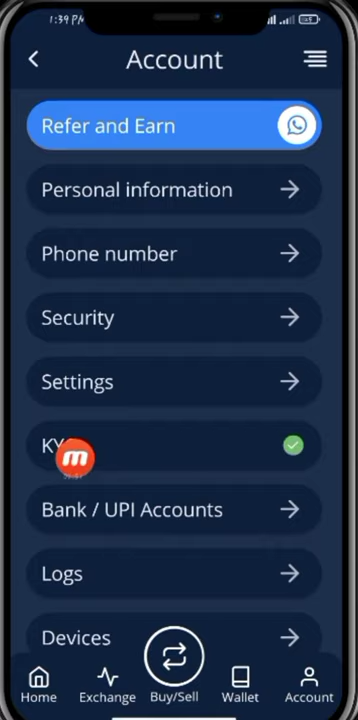 1:39 PM
Account
Refer and Earn
Personal information
Phone number
Security
Settings
Bank / UPI Accounts
Logs
Devices
Home
Exchange
Buy/Sell
Wallet
Account